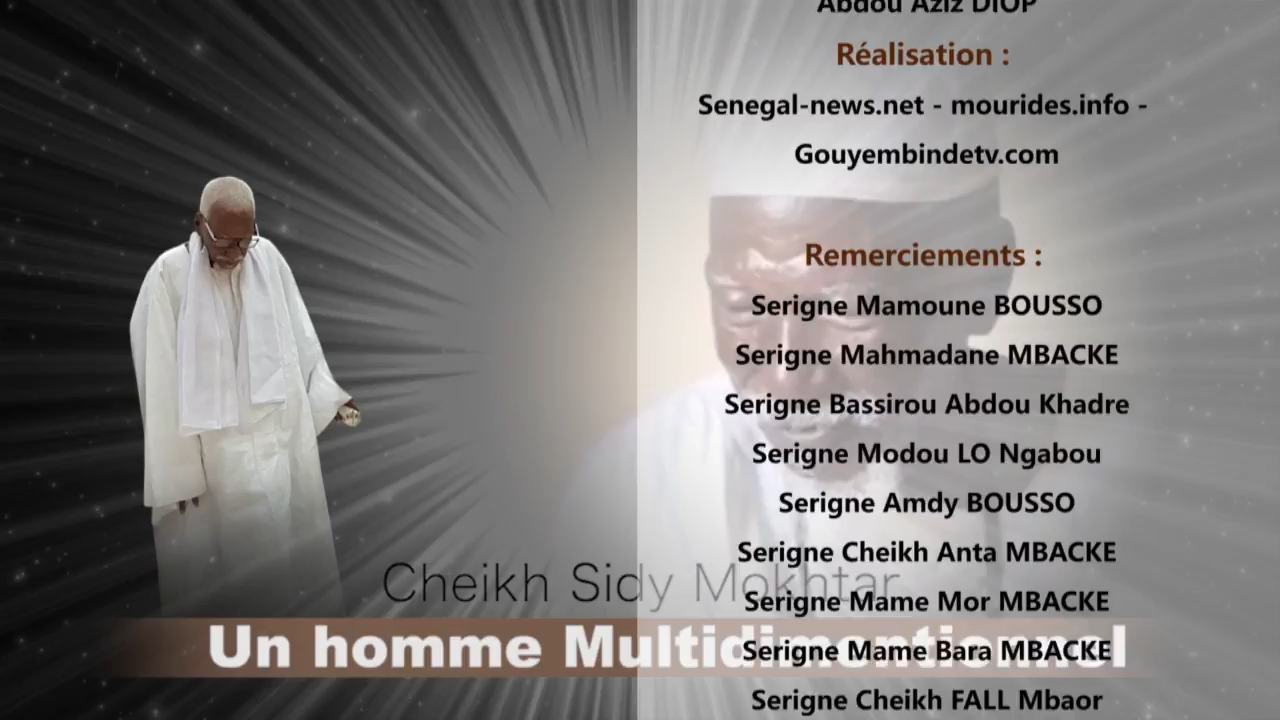 Abdou Aziz DIOP
Réalisation :
Senegal-news.net - mourides.info -
Gouyembindetv.com
Remerciements :
Serigne Mamoune BOUSSO
Serigne Mahmadane MBACKE
Serigne Bassirou Abdou Khadre
Serigne Modou LO Ngabou
Serigne Amdy BOUSSO
Serigne Cheikh Anta MBACKE
Serigne Mame Mor MBACKE
Serigne Mame Bara MBACKE
Serigne Cheikh FALL Mbaor
Cheikh Sidy Mokhtar
Un homme Multidimentionnel